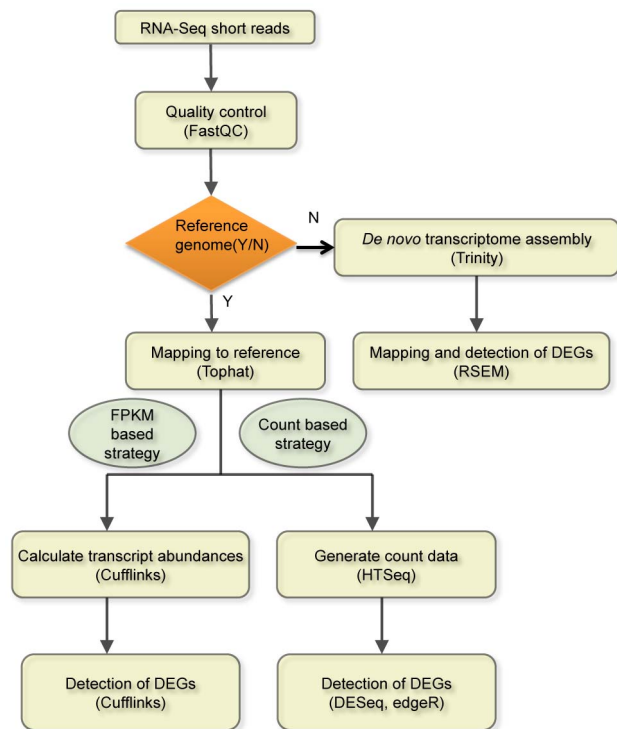 RNA-Seq short reads
Quality control
(FastQC)
Reference
genome(Y/N)
N
De novo transcriptome assembly
(Trinity)
Y
Mapping to reference
(Tophat)
Mapping and detection of DEGs
(RSEM)
FPKM
based
strategy
Count based
strategy
Calculate transcript abundances
(Cufflinks)
Generate count data
(HTSeq)
Detection of DEGs
(Cufflinks)
Detection of DEGs
(DESeq, edgeR)